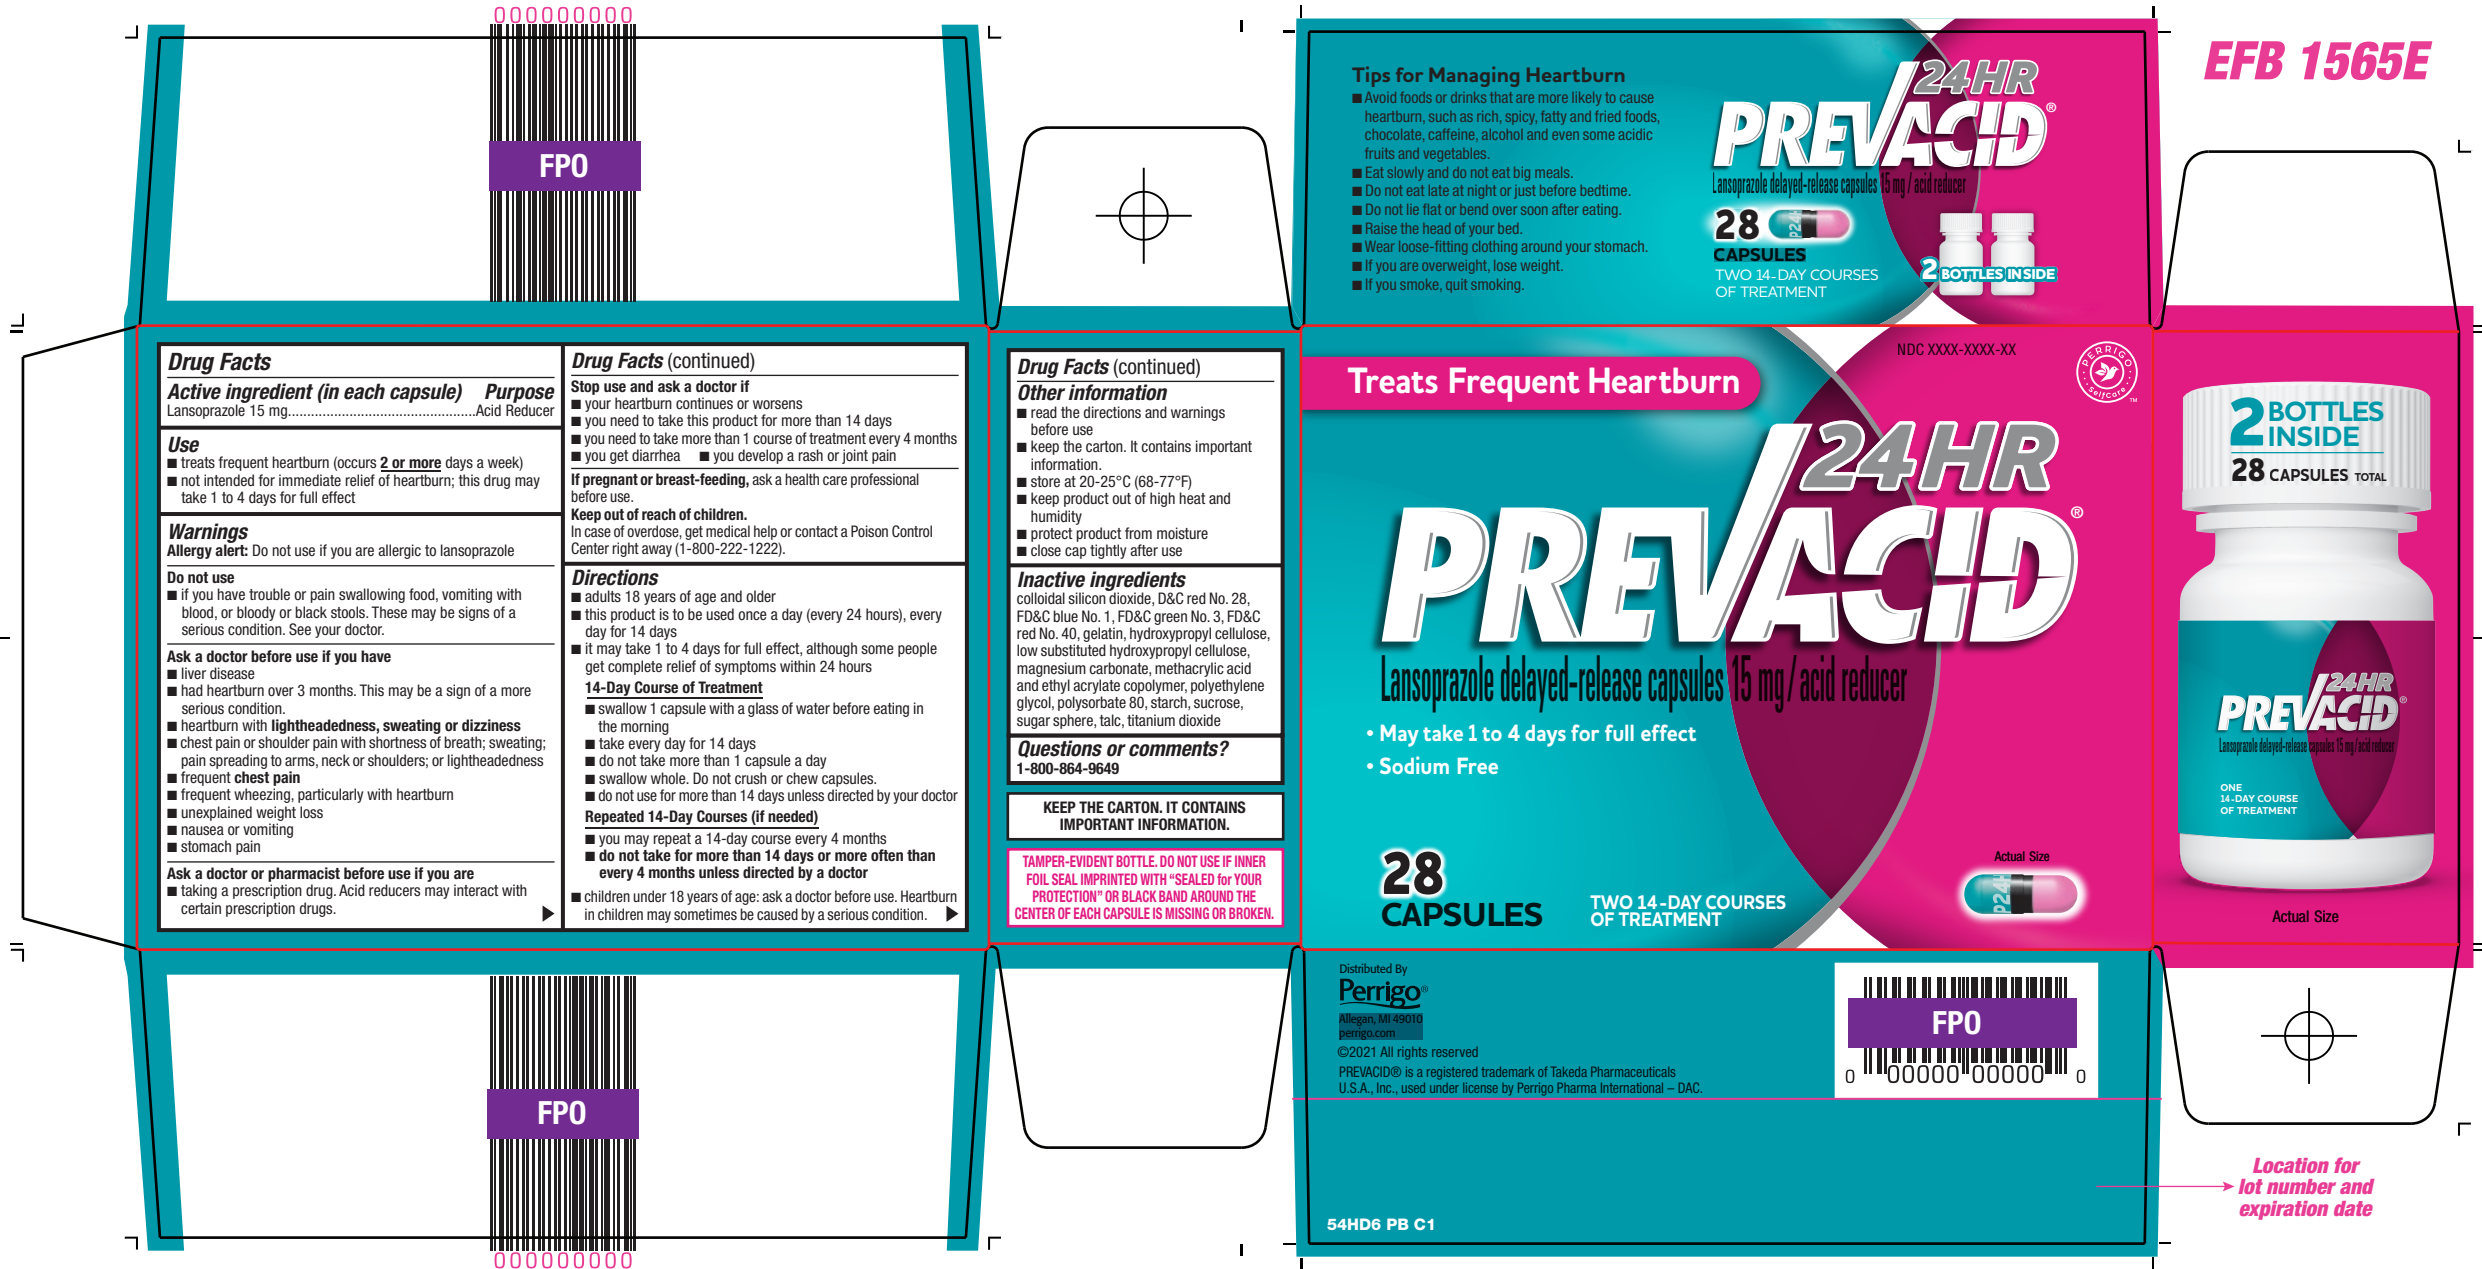 000000000
FPO
EFB 1565E
Tips for Managing Heartburn
■ Avoid foods or drinks that are more likely to cause
heartburn, such as rich, spicy, fatty and fried foods,
chocolate, caffeine, alcohol and even some acidic
fruits and vegetables.
■ Eat slowly and do not eat big meals.
■ Do not eat late at night or just before bedtime.
■ Do not lie flat or bend over soon after eating.
■ Raise the head of your bed.
■ Wear loose-fitting clothing around your stomach.
■ If you are overweight, lose weight.
■ If you smoke, quit smoking.
24HR
PREVACID®
Lansoprazole delayed-release capsules 15 mg / acid reducer
28
P24H
CAPSULES
TWO 14-DAY COURSES
OF TREATMENT
2 BOTTLES INSIDE
Drug Facts
Active ingredient (in each capsule) Purpose
Lansoprazole 15 mg.................................................Acid Reducer
Use
■ treats frequent heartburn (occurs 2 or more days a week)
■ not intended for immediate relief of heartburn; this drug may
take 1 to 4 days for full effect
Warnings
Allergy alert: Do not use if you are allergic to lansoprazole
Do not use
■ if you have trouble or pain swallowing food, vomiting with
blood, or bloody or black stools. These may be signs of a
serious condition. See your doctor.
Ask a doctor before use if you have
■ liver disease
■ had heartburn over 3 months. This may be a sign of a more
serious condition.
■ heartburn with lightheadedness, sweating or dizziness
■ chest pain or shoulder pain with shortness of breath; sweating;
pain spreading to arms, neck or shoulders; or lightheadedness
■ frequent chest pain
■ frequent wheezing, particularly with heartburn
■ unexplained weight loss
■ nausea or vomiting
■ stomach pain
Ask a doctor or pharmacist before use if you are
■ taking a prescription drug. Acid reducers may interact with
certain prescription drugs.
Drug Facts (continued)
Stop use and ask a doctor if
■ your heartburn continues or worsens
■ you need to take this product for more than 14 days
■ you need to take more than 1 course of treatment every 4 months
■ you get diarrhea ■ you develop a rash or joint pain
If pregnant or breast-feeding, ask a health care professional
before use.
Keep out of reach of children.
In case of overdose, get medical help or contact a Poison Control
Center right away (1-800-222-1222).
Directions
■ adults 18 years of age and older
■ this product is to be used once a day (every 24 hours), every
day for 14 days
■ it may take 1 to 4 days for full effect, although some people
get complete relief of symptoms within 24 hours
14-Day Course of Treatment
■ swallow 1 capsule with a glass of water before eating in
the morning
■ take every day for 14 days
■ do not take more than 1 capsule a day
■ swallow whole. Do not crush or chew capsules.
■ do not use for more than 14 days unless directed by your doctor
Repeated 14-Day Courses (if needed)
■ you may repeat a 14-day course every 4 months
■ do not take for more than 14 days or more often than
every 4 months unless directed by a doctor
■ children under 18 years of age: ask a doctor before use. Heartburn
in children may sometimes be caused by a serious condition.
Drug Facts (continued)
Other information
■ read the directions and warnings
before use
■ keep the carton. It contains important
information.
■ store at 20-25°C (68-77°F)
■ keep product out of high heat and
humidity
■ protect product from moisture
■ close cap tightly after use
Inactive ingredients
colloidal silicon dioxide, D&C red No. 28,
FD&C blue No. 1, FD&C green No. 3, FD&C
red No. 40, gelatin, hydroxypropyl cellulose,
low substituted hydroxypropyl cellulose,
magnesium carbonate, methacrylic acid
and ethyl acrylate copolymer, polyethylene
glycol, polysorbate 80, starch, sucrose,
sugar sphere, talc, titanium dioxide
Questions or comments?
1-800-864-9649
KEEP THE CARTON. IT CONTAINS
IMPORTANT INFORMATION.
TAMPER-EVIDENT BOTTLE. DO NOT USE IF INNER
FOIL SEAL IMPRINTED WITH “SEALED for YOUR
PROTECTION” OR BLACK BAND AROUND THE
CENTER OF EACH CAPSULE IS MISSING OR BROKEN.
NDC XXXX-XXXX-XX
PERRIGO
SelfCare
™
Treats Frequent Heartburn
24HR
PREVACID®
Lansoprazole delayed-release capsules 15 mg / acid reducer
• May take 1 to 4 days for full effect
• Sodium Free
28
CAPSULES
TWO 14-DAY COURSES
OF TREATMENT
Actual Size
P24H
2 BOTTLES
INSIDE
28 CAPSULES TOTAL
24HR
PREVACID®
Lansoprazole delayed-release capsules 15 mg / acid reducer
ONE
14-DAY COURSE
OF TREATMENT
Actual Size
FPO
000000000
Distributed By
Perrigo®
Allegan, MI 49010
perrigo.com
©2021 All rights reserved
PREVACID® is a registered trademark of Takeda Pharmaceuticals
U.S.A., Inc., used under license by Perrigo Pharma International – DAC.
FPO
0 00000 00000 0
54HD6 PB C1
Location for
lot number and
expiration date